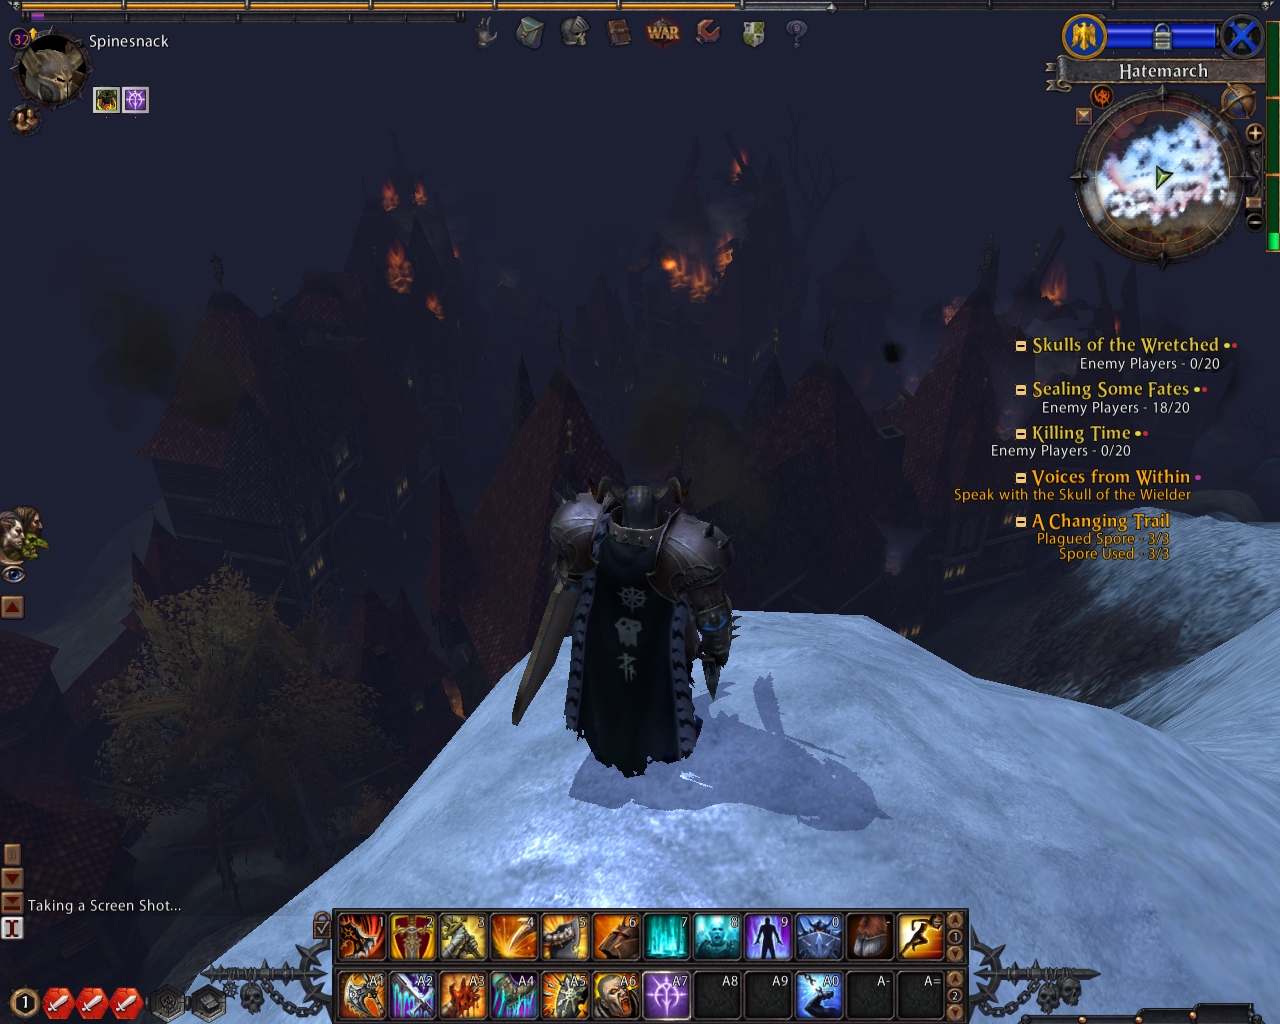 32
Spinesnack
WAR
Hatemarch
Skulls of the Wretched
Enemy Players - 0/20
Sealing Some Fates
Enemy Players - 18/20
Killing Time
Enemy Players - 0/20
Voices from Within
Speak with the Skull of the Wielder
A Changing Trail
Plagued Spore - 3/3
Spore Used - 3/3
Taking a Screen Shot...
2 3 4 5 6 7 8 9 0 - =
1
A1 A2 A3 A4 A5 A6 A7 A8 A9 A0 A- A=
2
1